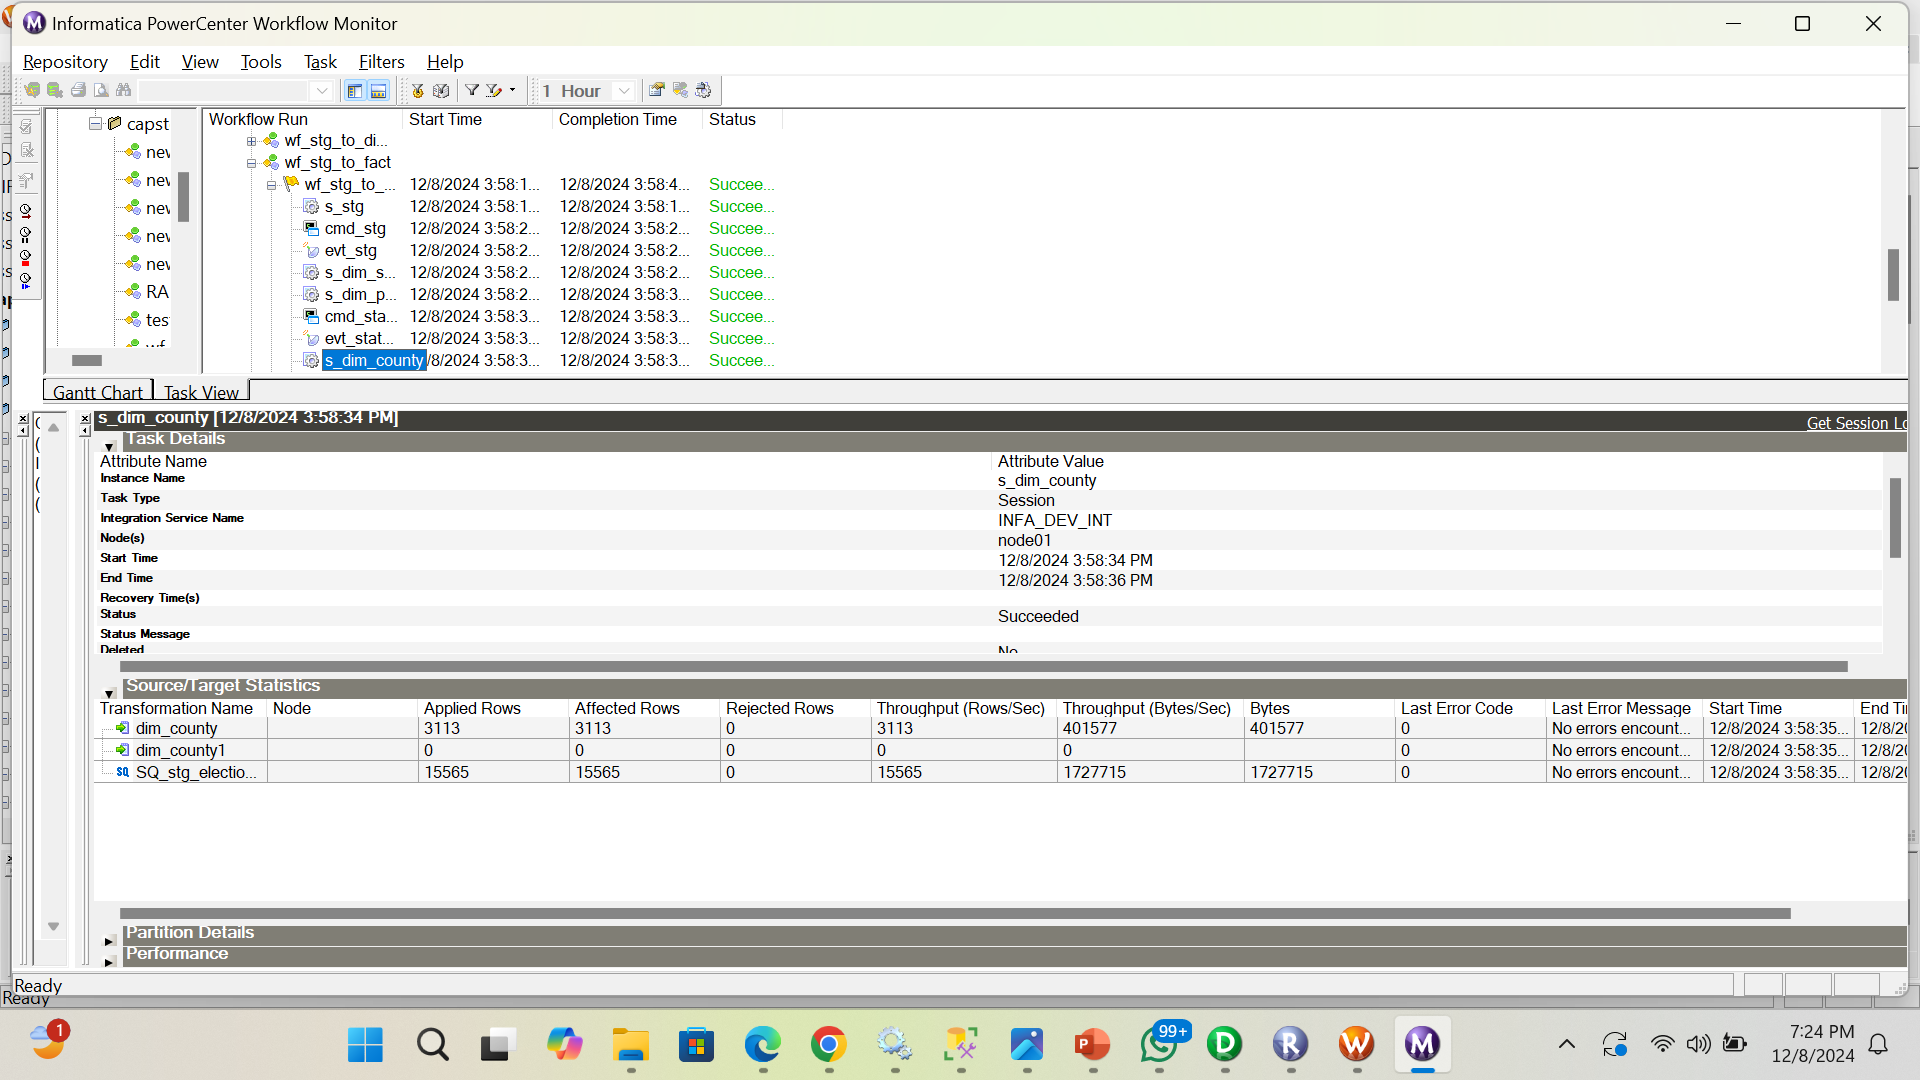 Informatica PowerCenter Workflow Monitor
Repository Edit View Tools Task Filters Help
1 Hour
capst
new
new
new
new
new
RA
tes
wf
Workflow Run Start Time Completion Time Status
wf_stg_to_di...
wf_stg_to_fact
wf_stg_to_... 12/8/2024 3:58:1... 12/8/2024 3:58:4... Succee...
s_stg 12/8/2024 3:58:1... 12/8/2024 3:58:1... Succee...
cmd_stg 12/8/2024 3:58:2... 12/8/2024 3:58:2... Succee...
evt_stg 12/8/2024 3:58:2... 12/8/2024 3:58:2... Succee...
s_dim_s... 12/8/2024 3:58:2... 12/8/2024 3:58:2... Succee...
s_dim_p... 12/8/2024 3:58:2... 12/8/2024 3:58:3... Succee...
cmd_sta... 12/8/2024 3:58:3... 12/8/2024 3:58:3... Succee...
evt_stat... 12/8/2024 3:58:3... 12/8/2024 3:58:3... Succee...
s_dim_county /8/2024 3:58:3... 12/8/2024 3:58:3... Succee...
Gantt Chart Task View
s_dim_county [12/8/2024 3:58:34 PM]
Get Session Lo
Task Details
Attribute Name Attribute Value
Instance Name s_dim_county
Task Type Session
Integration Service Name INFA_DEV_INT
Node(s) node01
Start Time 12/8/2024 3:58:34 PM
End Time 12/8/2024 3:58:36 PM
Recovery Time(s)
Status Succeeded
Status Message
Deleted No
Source/Target Statistics
Transformation Name Node Applied Rows Affected Rows Rejected Rows Throughput (Rows/Sec) Throughput (Bytes/Sec) Bytes Last Error Code Last Error Message Start Time End Ti
dim_county 3113 3113 0 3113 401577 401577 0 No errors encount... 12/8/2024 3:58:35... 12/8/20
dim_county1 0 0 0 0 0 0 No errors encount... 12/8/2024 3:58:35... 12/8/20
SQ SQ_stg_electio... 15565 15565 0 15565 1727715 1727715 0 No errors encount... 12/8/2024 3:58:35... 12/8/20
Partition Details
Performance
Ready
Ready
1
99+
7:24 PM
12/8/2024